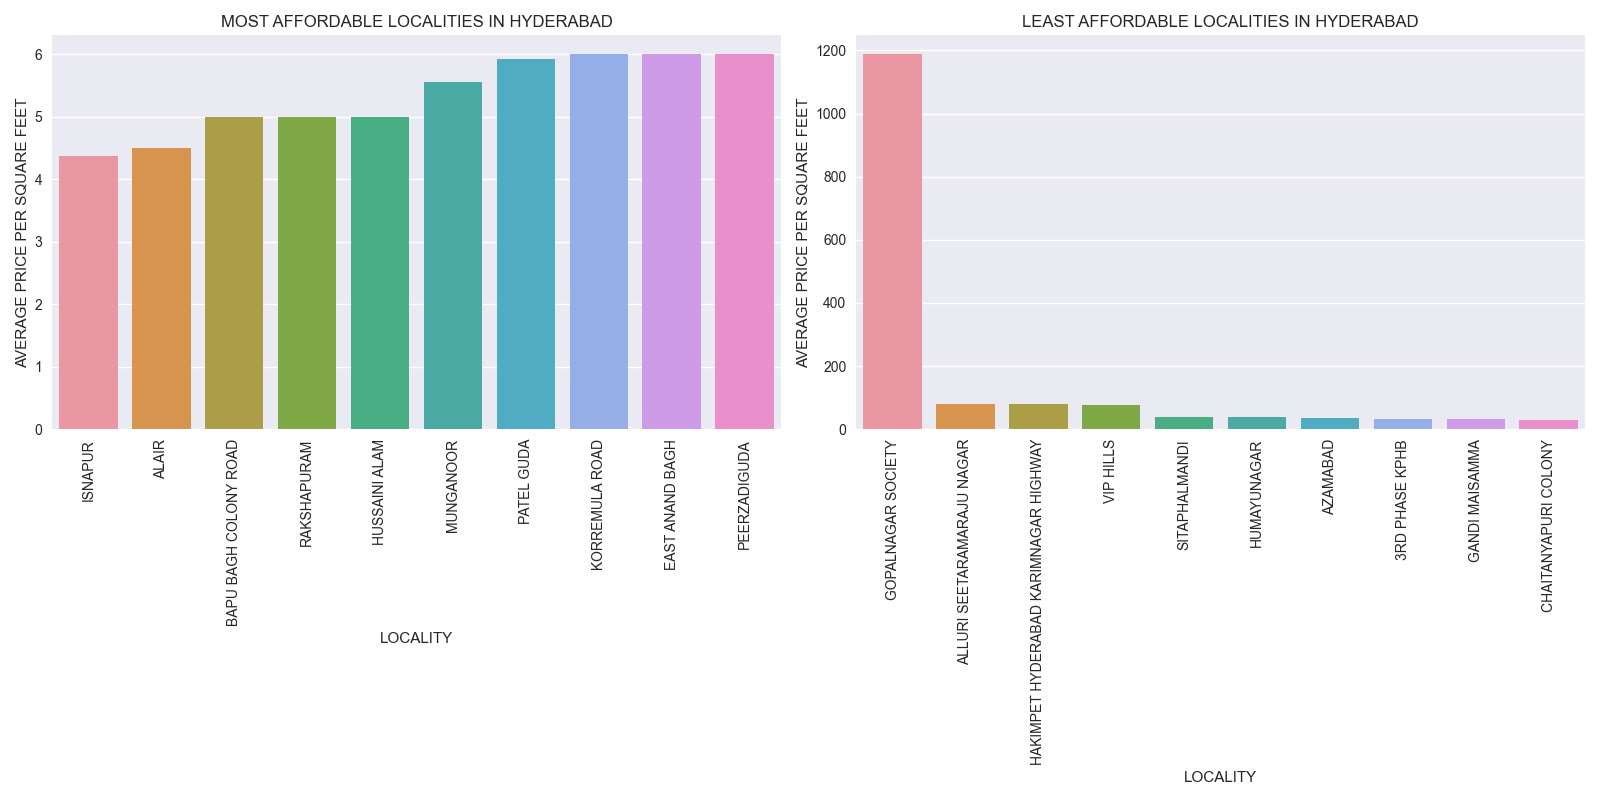 MOST AFFORDABLE LOCALITIES IN HYDERABAD
AVERAGE PRICE PER SQUARE FEET
6
5
4
3
2
1
0
ISNAPUR
ALAIR
BAPU BAGH COLONY ROAD
RAKSHAPURAM
HUSSAINI ALAM
MUNGANOOR
PATEL GUDA
KORREMULA ROAD
EAST ANAND BAGH
PEERZADIGUDA
LOCALITY
LEAST AFFORDABLE LOCALITIES IN HYDERABAD
AVERAGE PRICE PER SQUARE FEET
1200
1000
800
600
400
200
0
GOPALNAGAR SOCIETY
ALLURI SEETARAMARAJU NAGAR
HAKIMPET HYDERABAD KARIMNAGAR HIGHWAY
VIP HILLS
SITAPHALMANDI
HUMAYUNAGAR
AZAMABAD
3RD PHASE KPHB
GANDI MAISAMMA
CHAITANYAPURI COLONY
LOCALITY